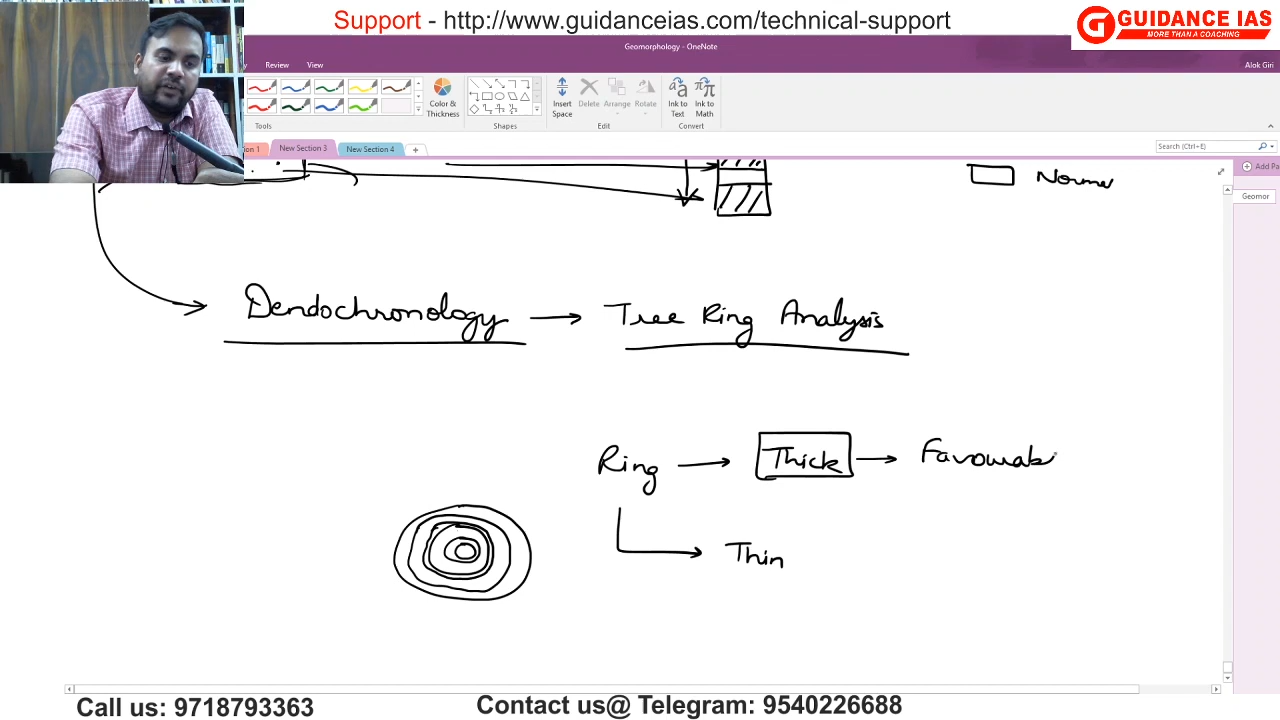 Support - http://www.guidanceias.com/technical-support
GUIDANCE IAS
MORE THAN A COACHING
Geomorphology - OneNote
Alok Giri
Review View
Color & Thickness
Insert Space
Delete
Arrange
Rotate
Ink to Text
Ink to Math
Tools
Shapes
Edit
Convert
New Section 3
New Section 4
Search (Ctrl+E)
Add Pa
Geomor
Dendochronology → Tree Ring Analysis
Ring → Thick → Favourab
Thin
Call us: 9718793363
Contact us@ Telegram: 9540226688